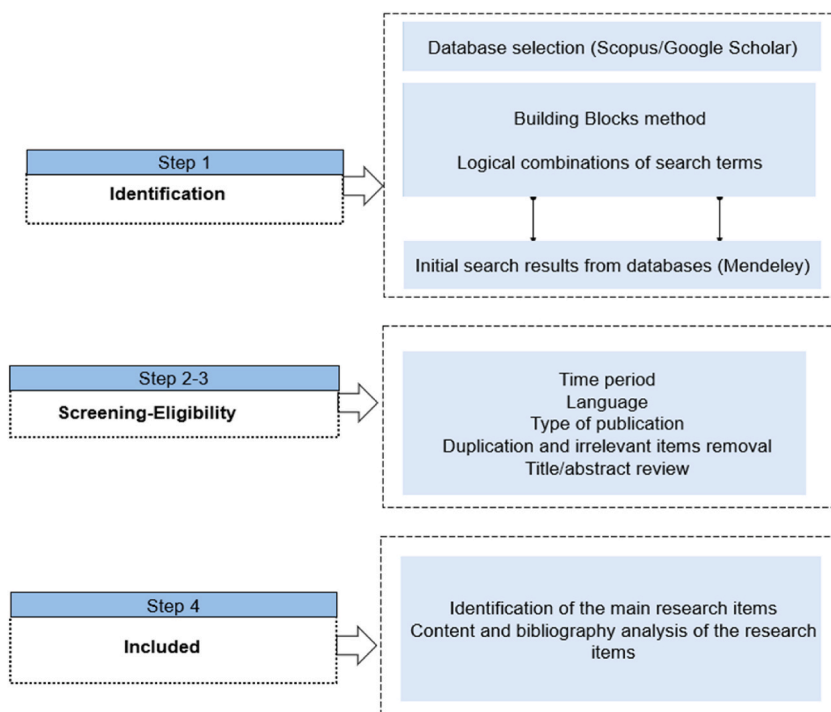 Database selection (Scopus/Google Scholar)
Building Blocks method
Logical combinations of search terms
Step 1
Identification
Initial search results from databases (Mendeley)
Step 2-3
Screening-Eligibility
Time period
Language
Type of publication
Duplication and irrelevant items removal
Title/abstract review
Step 4
Included
Identification of the main research items
Content and bibliography analysis of the research
items